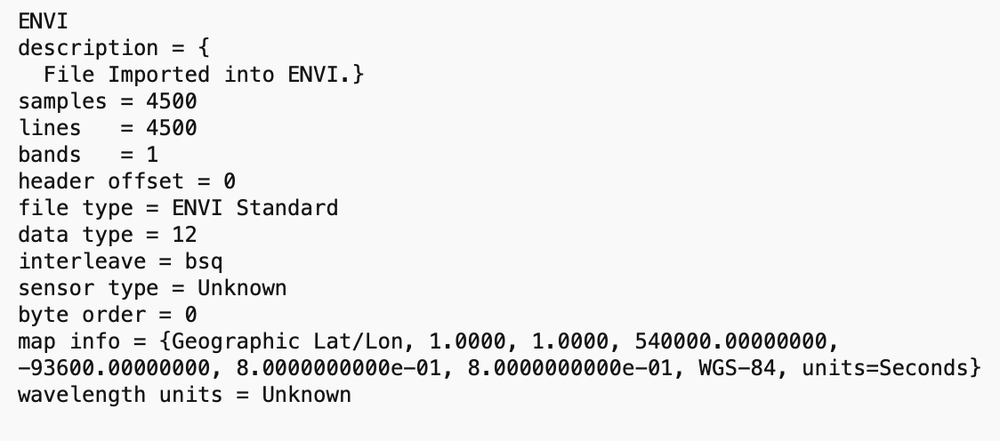 ENVI
description = {
  File Imported into ENVI.}
samples = 4500
lines   = 4500
bands   = 1
header offset = 0
file type = ENVI Standard
data type = 12
interleave = bsq
sensor type = Unknown
byte order = 0
map info = {Geographic Lat/Lon, 1.0000, 1.0000, 540000.00000000,
-93600.00000000, 8.0000000000e-01, 8.0000000000e-01, WGS-84, units=Seconds}
wavelength units = Unknown